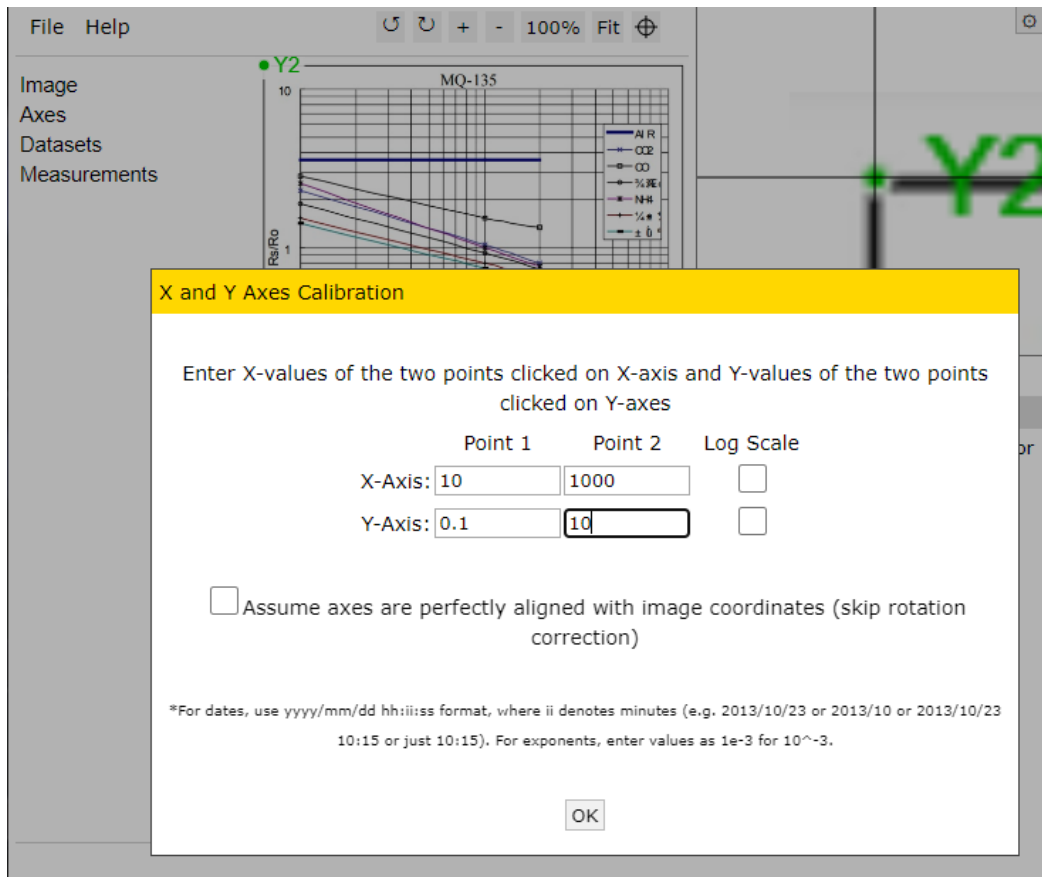 File Help ↺ ↻ + - 100% Fit
Image
Axes
Datasets
Measurements
Y2
MQ-135
10
AIR
CO2
CO
NH4
Rs/Ro
1
Y2
or
X and Y Axes Calibration
Enter X-values of the two points clicked on X-axis and Y-values of the two points
clicked on Y-axes
Point 1 Point 2 Log Scale
X-Axis: 10 1000
Y-Axis: 0.1 10
Assume axes are perfectly aligned with image coordinates (skip rotation
correction)
*For dates, use yyyy/mm/dd hh:ii:ss format, where ii denotes minutes (e.g. 2013/10/23 or 2013/10 or 2013/10/23
10:15 or just 10:15). For exponents, enter values as 1e-3 for 10^-3.
OK